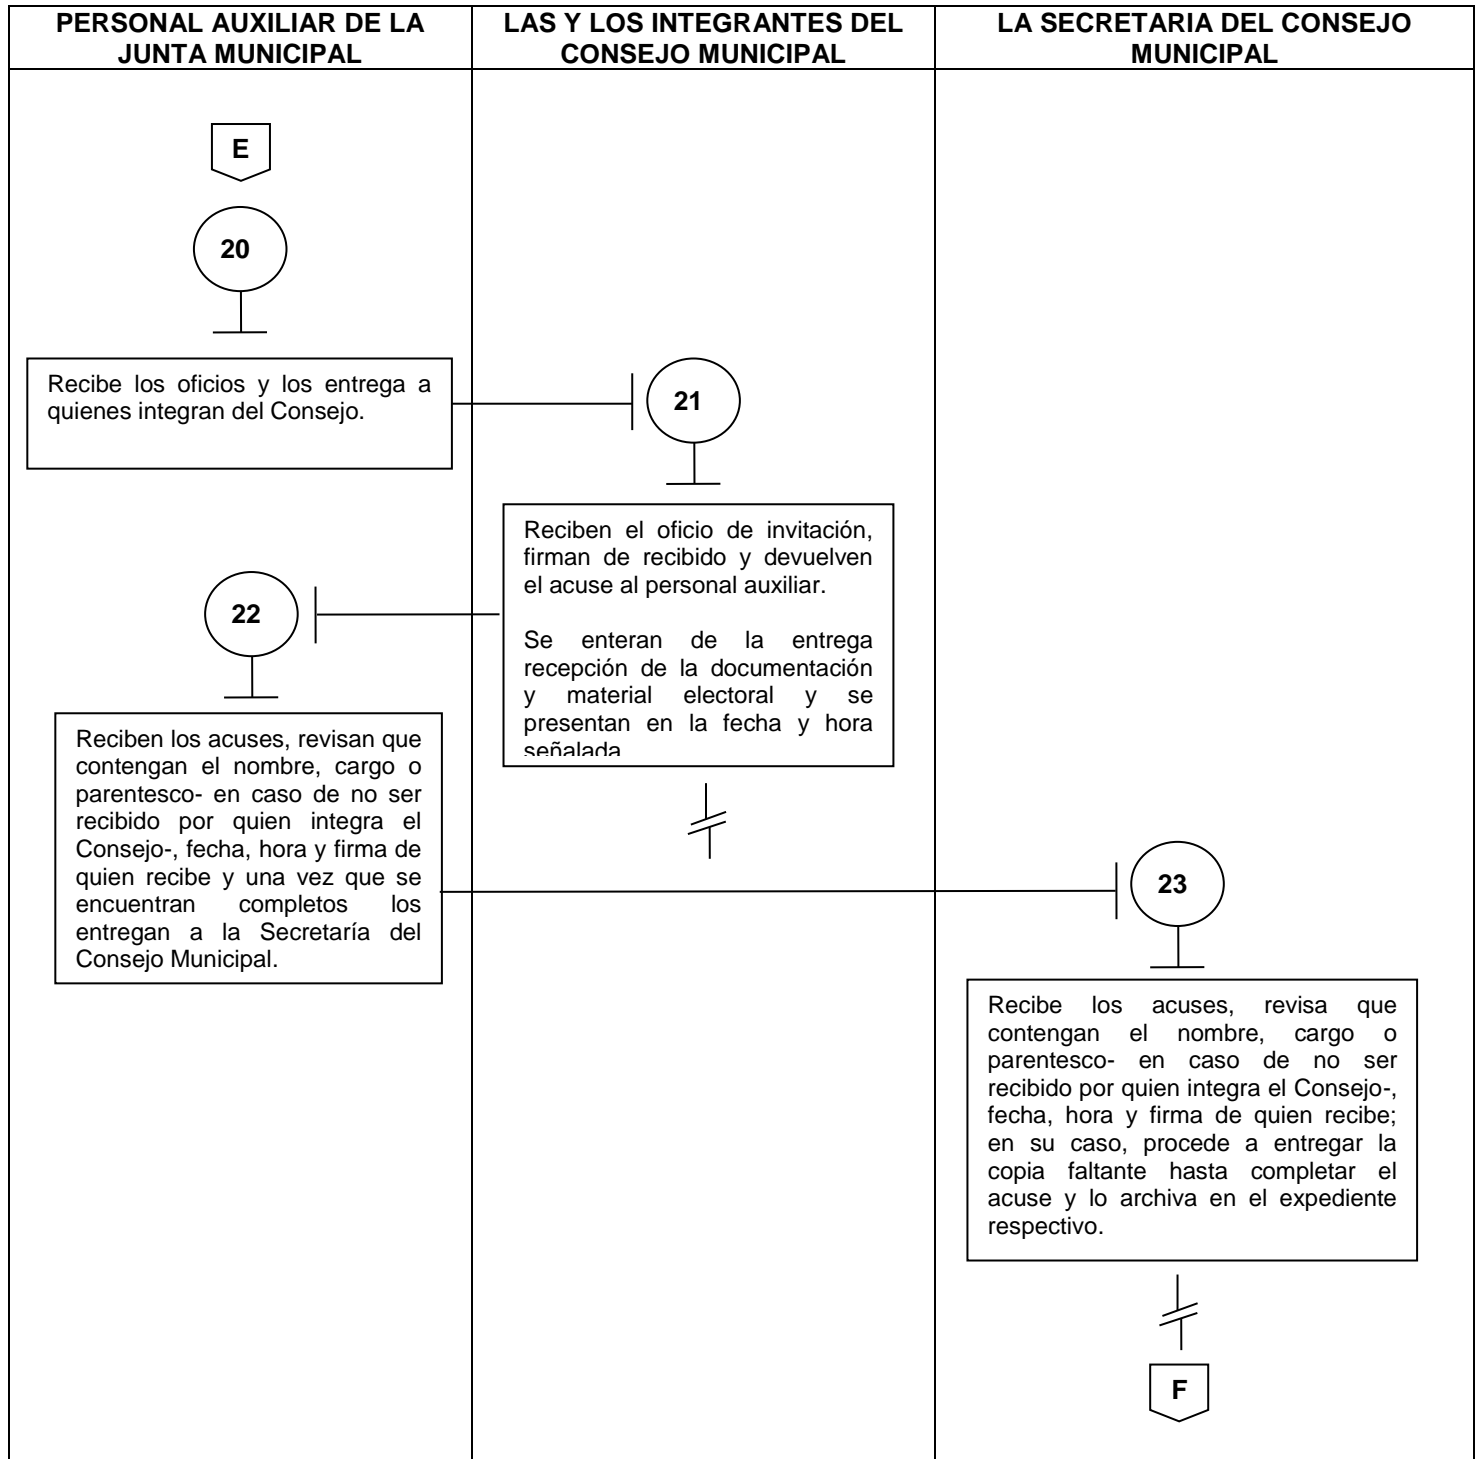 PERSONAL AUXILIAR DE LA
JUNTA MUNICIPAL
LAS Y LOS INTEGRANTES DEL
CONSEJO MUNICIPAL
LA SECRETARIA DEL CONSEJO
MUNICIPAL
E
20
Recibe los oficios y los entrega a
quienes integran del Consejo.
21
Reciben el oficio de invitación,
firman de recibido y devuelven
el acuse al personal auxiliar.
Se enteran de la entrega
recepción de la documentación
y material electoral y se
presentan en la fecha y hora
señalada
22
Reciben los acuses, revisan que
contengan el nombre, cargo o
parentesco- en caso de no ser
recibido por quien integra el
Consejo-, fecha, hora y firma de
quien recibe y una vez que se
encuentran completos los
entregan a la Secretaría del
Consejo Municipal.
23
Recibe los acuses, revisa que
contengan el nombre, cargo o
parentesco- en caso de no ser
recibido por quien integra el Consejo-,
fecha, hora y firma de quien recibe;
en su caso, procede a entregar la
copia faltante hasta completar el
acuse y lo archiva en el expediente
respectivo.
F